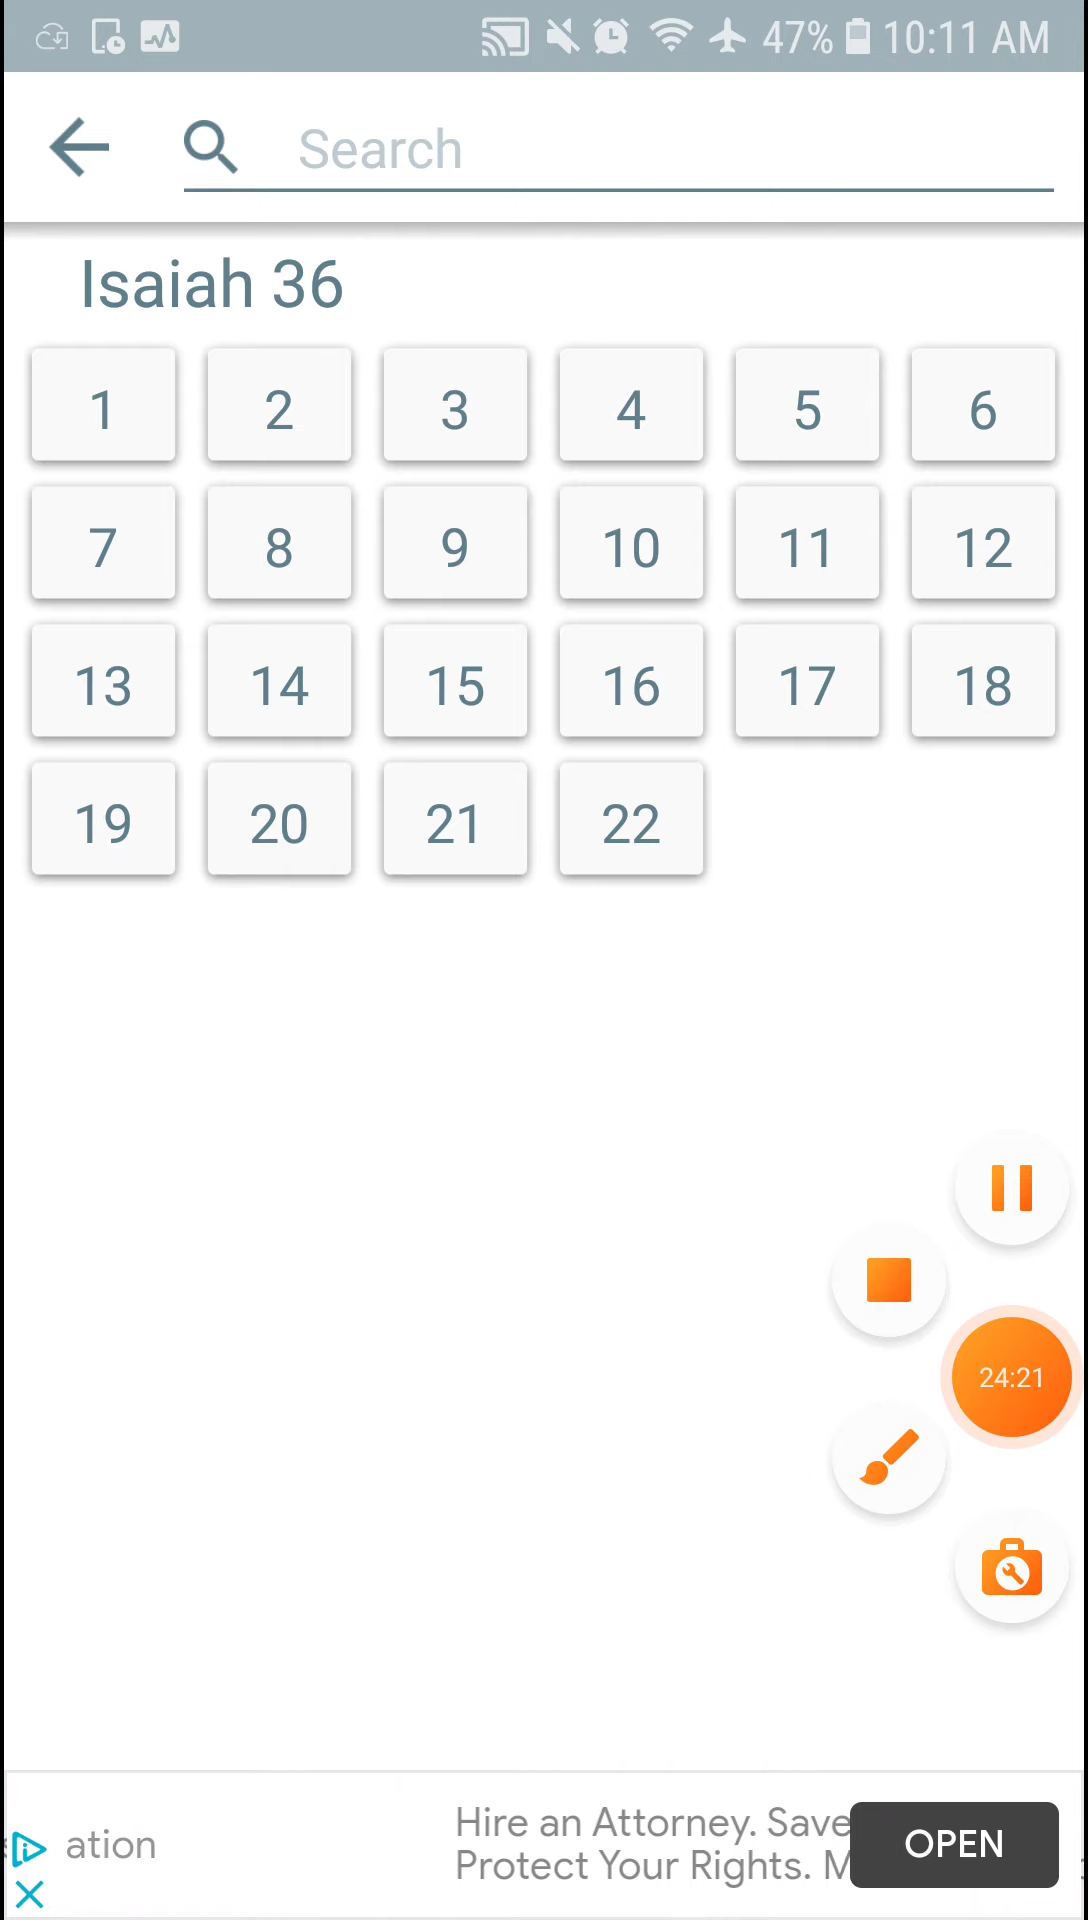 47% 10:11 AM
Search
Isaiah 36
1 2 3 4 5 6
7 8 9 10 11 12
13 14 15 16 17 18
19 20 21 22
24:21
ation
Hire an Attorney. Save
Protect Your Rights. M
OPEN